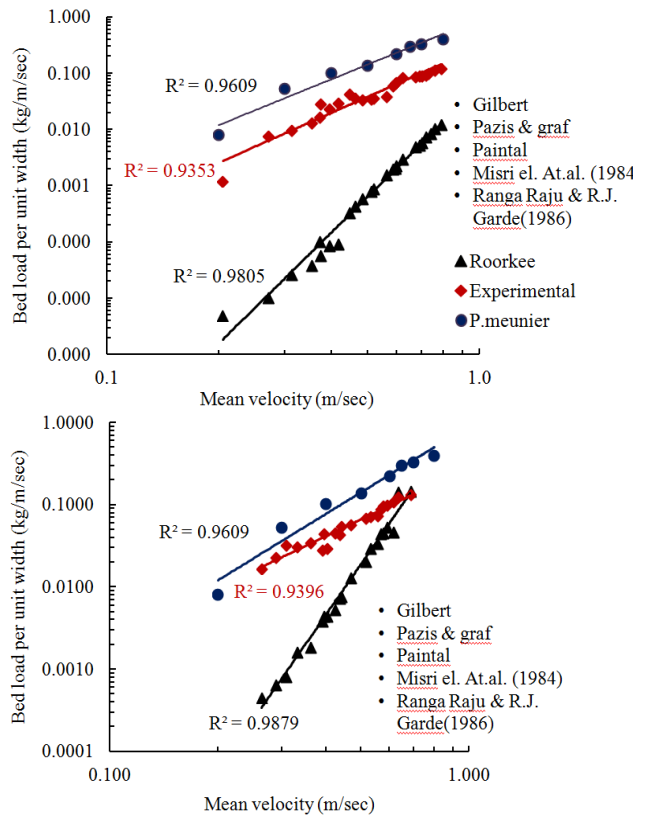 1.000
0.100
0.010
0.001
0.000
0.000
0.000
Bed load per unit width (kg/m/sec)
R² = 0.9609
R² = 0.9353
R² = 0.9805
• Gilbert
• Pazis & graf
• Paintal
• Misri el. At.al. (1984
• Ranga Raju & R.J.
Garde(1986)
Roorkee
Experimental
P.meunier
0.1
1.0
Mean velocity (m/sec)
1.0000
0.1000
0.0100
0.0010
0.0001
Bed load per unit width (kg/m/sec)
R² = 0.9609
R² = 0.9396
R² = 0.9879
• Gilbert
• Pazis & graf
• Paintal
• Misri el. At.al. (1984)
• Ranga Raju & R.J.
Garde(1986)
0.100
1.000
Mean velocity (m/sec)